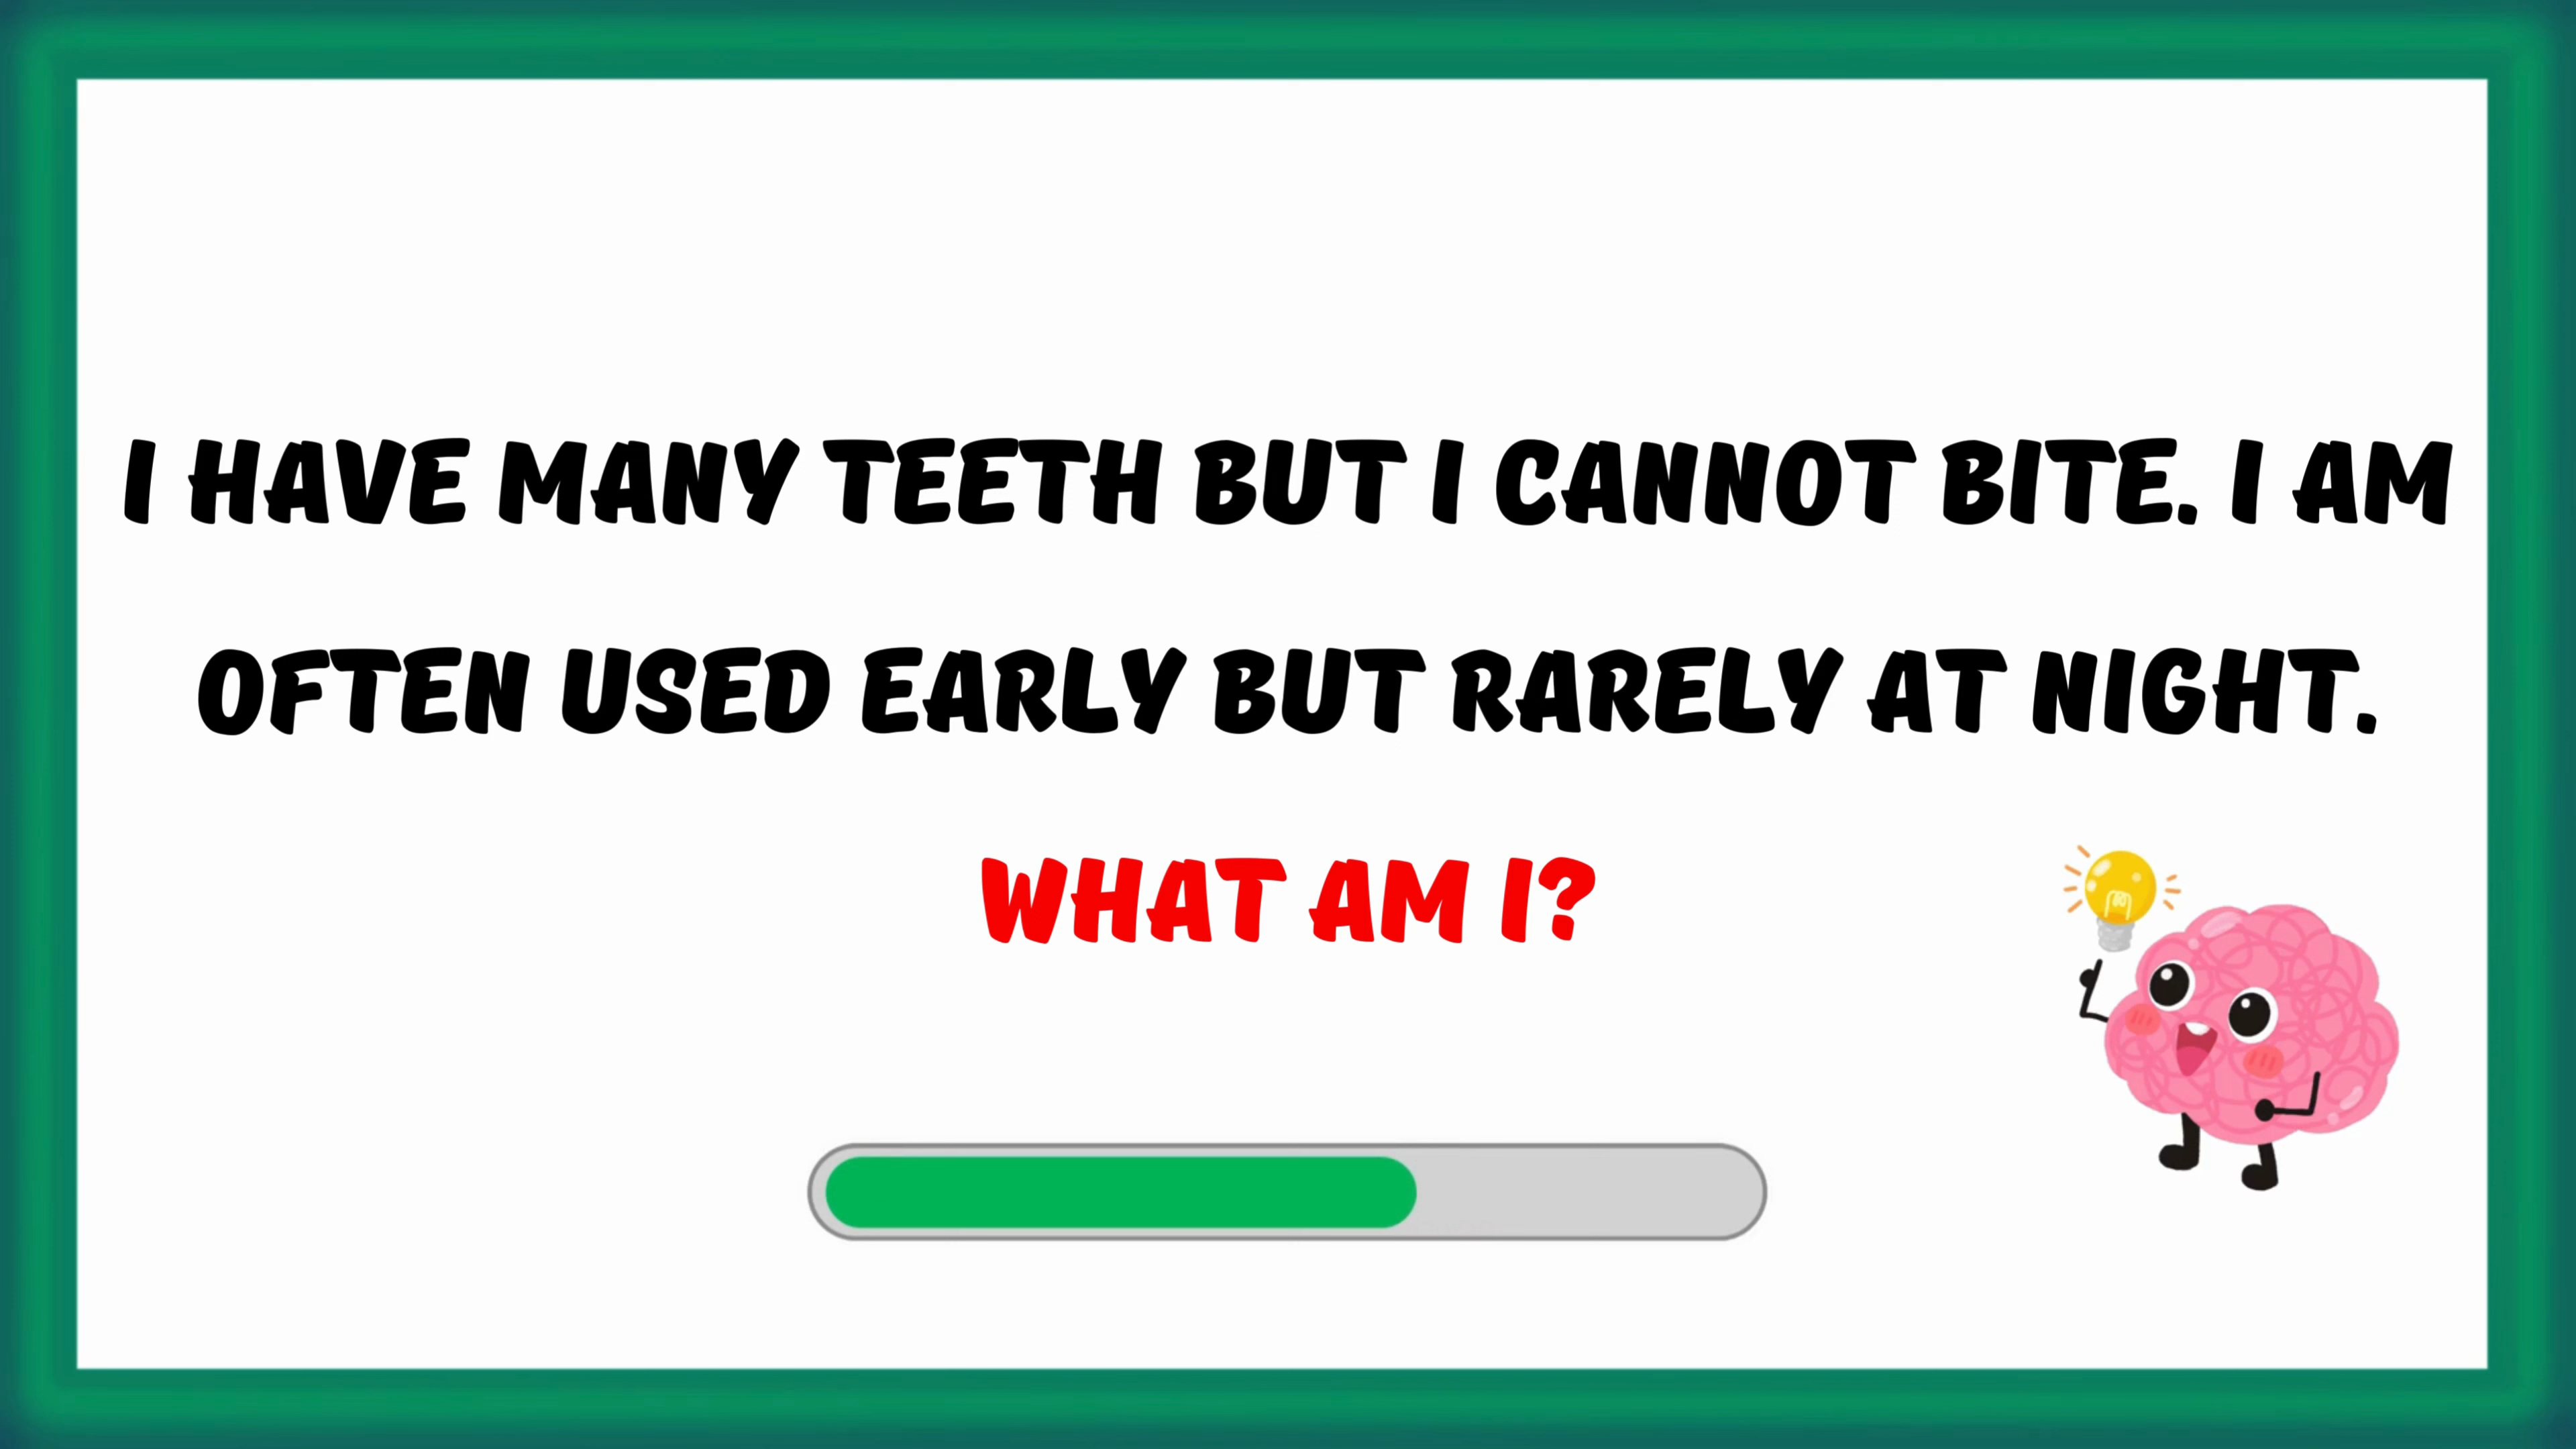 I HAVE MANY TEETH BUT I CANNOT BITE. I AM
OFTEN USED EARLY BUT RARELY AT NIGHT.
WHAT AM I?